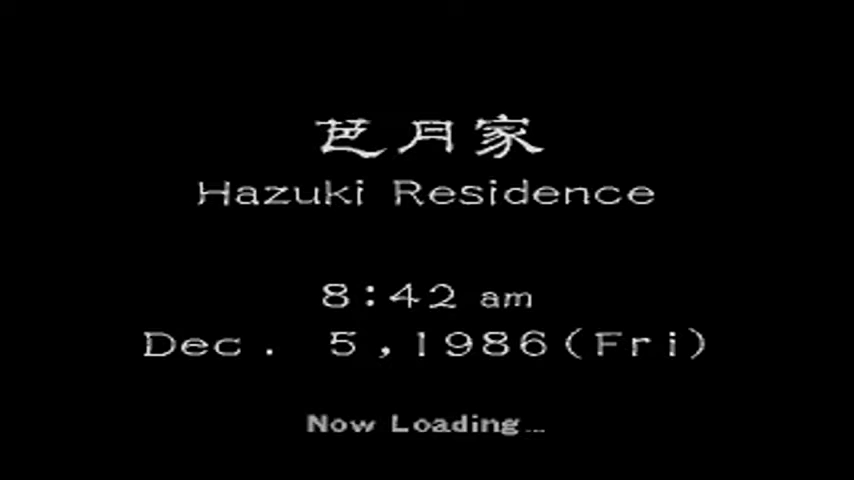 芭月家
Hazuki Residence
8:42 am
Dec. 5,1986(Fri)
Now Loading...